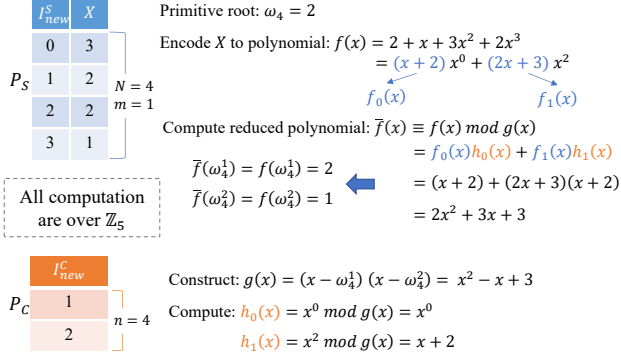 I^S_new X
0 3
1 2
2 2
3 1
P_S
N = 4
m = 1
Primitive root: ω_4 = 2
Encode X to polynomial: f(x) = 2 + x + 3x^2 + 2x^3
= (x + 2) x^0 + (2x + 3) x^2
f_0(x) f_1(x)
Compute reduced polynomial: f̅(x) ≡ f(x) mod g(x)
= f_0(x)h_0(x) + f_1(x)h_1(x)
= (x + 2) + (2x + 3)(x + 2)
= 2x^2 + 3x + 3
f̅(ω_4^1) = f(ω_4^1) = 2
f̅(ω_4^2) = f(ω_4^2) = 1
All computation
are over ℤ_5
I^C_new
1
2
P_C
n = 4
Construct: g(x) = (x − ω_4^1) (x − ω_4^2) = x^2 − x + 3
Compute: h_0(x) = x^0 mod g(x) = x^0
h_1(x) = x^2 mod g(x) = x + 2